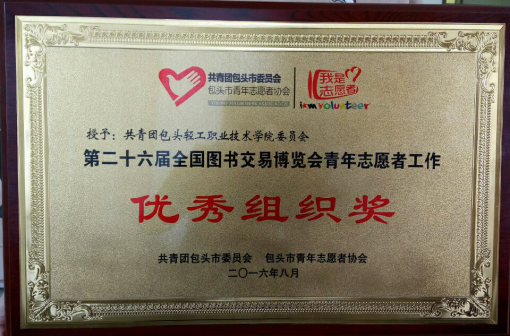 共青团包头市委员会
包头市青年志愿者协会
我是
志愿者
i am volunteer
授予：共青团包头轻工职业技术学院委员会
第二十六届全国图书交易博览会青年志愿者工作
优秀组织奖
共青团包头市委员会 包头市青年志愿者协会
二〇一六年八月